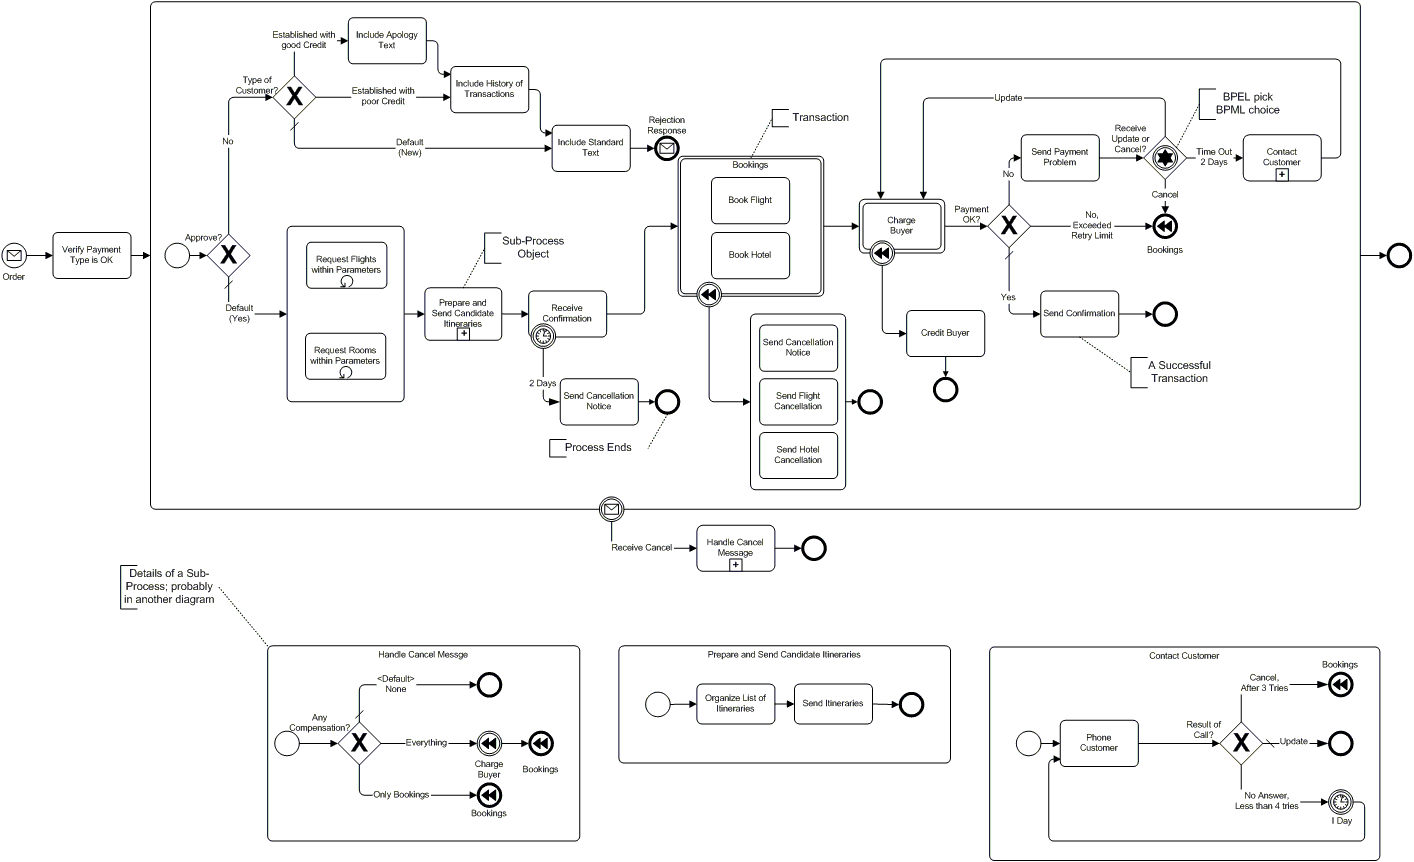 Order
Verify Payment
Type is OK
Approve?
No
Default
(Yes)
Type of
Customer?
Established with
good Credit
Include Apology
Text
Established with
poor Credit
Include History of
Transactions
Default
(New)
Include Standard
Text
Rejection
Response
Request Flights
within Parameters
Request Rooms
within Parameters
Sub-Process
Object
Prepare and
Send Candidate
Itineraries
Receive
Confirmation
2 Days
Send Cancellation
Notice
Process Ends
Transaction
Bookings
Book Flight
Book Hotel
Send Cancellation
Notice
Send Flight
Cancellation
Send Hotel
Cancellation
Charge
Buyer
Credit Buyer
Payment
OK?
No
Send Payment
Problem
Update
Receive
Update or
Cancel?
BPEL pick
BPML choice
Time Out
2 Days
Contact
Customer
Cancel
No,
Exceeded
Retry Limit
Bookings
Yes
Send Confirmation
A Successful
Transaction
Receive Cancel
Handle Cancel
Message
Details of a Sub-
Process; probably
in another diagram
Handle Cancel Messge
Any
Compensation?
<Default>
None
Everything
Charge
Buyer
Bookings
Only Bookings
Bookings
Prepare and Send Candidate Itineraries
Organize List of
Itineraries
Send Itineraries
Contact Customer
Phone
Customer
Result of
Call?
Cancel,
After 3 Tries
Bookings
Update
No Answer,
Less than 4 tries
1 Day